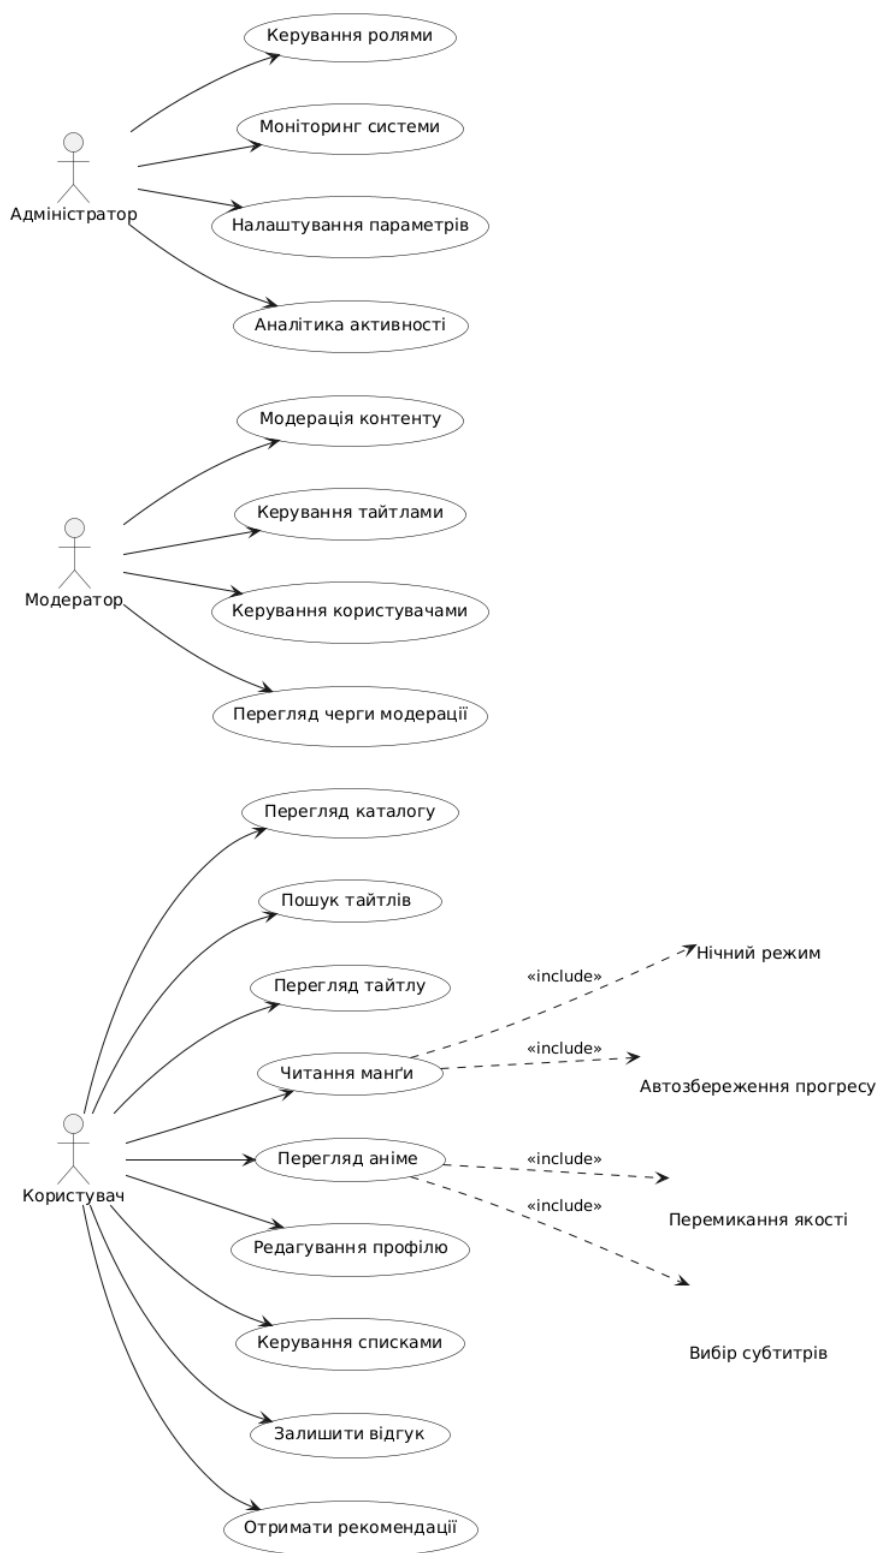 Керування ролями
Моніторинг системи
Адміністратор
Налаштування параметрів
Аналітика активності
Модерація контенту
Керування тайтлами
Модератор
Керування користувачами
Перегляд черги модерації
Перегляд каталогу
Пошук тайтлів
Нічний режим
«include»
Перегляд тайтлу
«include»
Читання манґи
Автозбереження прогресу
Перегляд аніме
«include»
Користувач
«include»
Перемикання якості
Редагування профілю
Керування списками
Вибір субтитрів
Залишити відгук
Отримати рекомендації